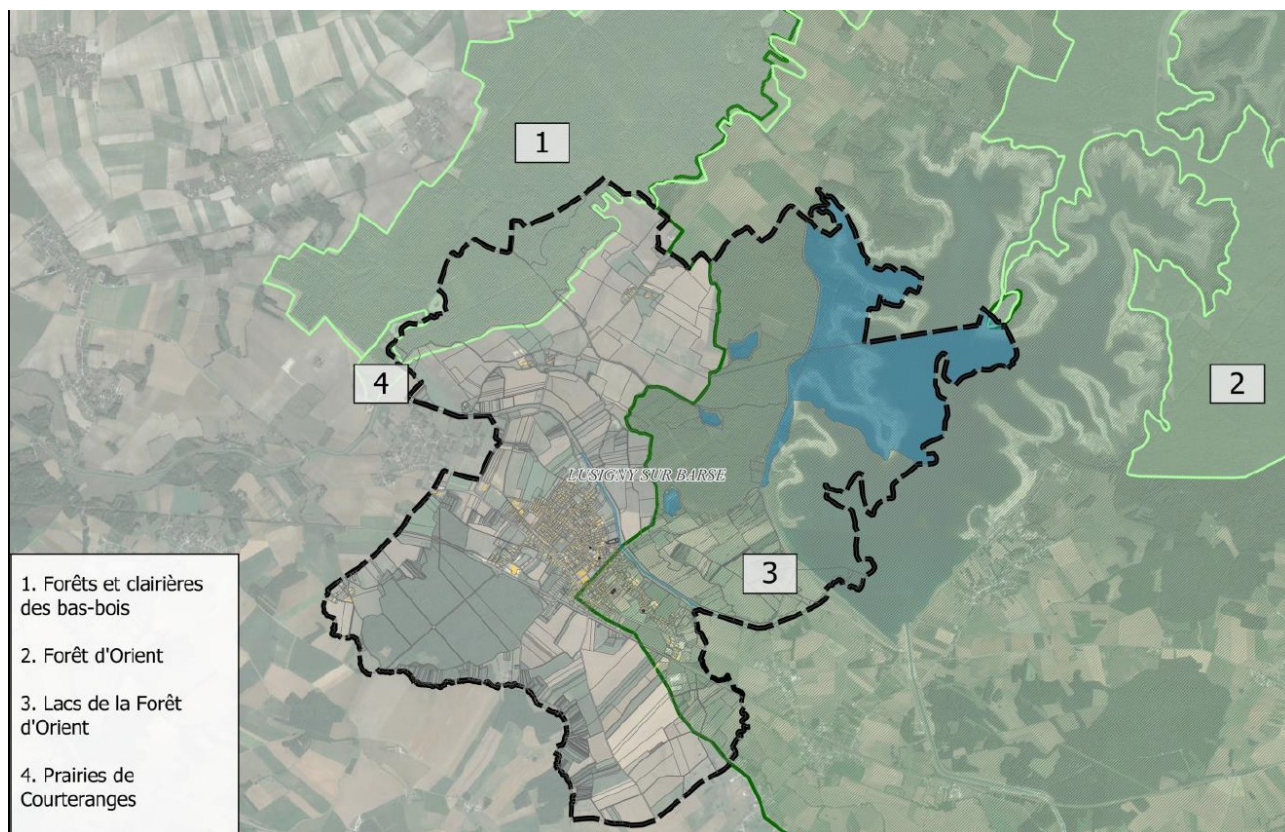 1
2
4
LUSIGNY SUR BARSE
3
1. Forêts et clairières
des bas-bois
2. Forêt d'Orient
3. Lacs de la Forêt
d'Orient
4. Prairies de
Courteranges